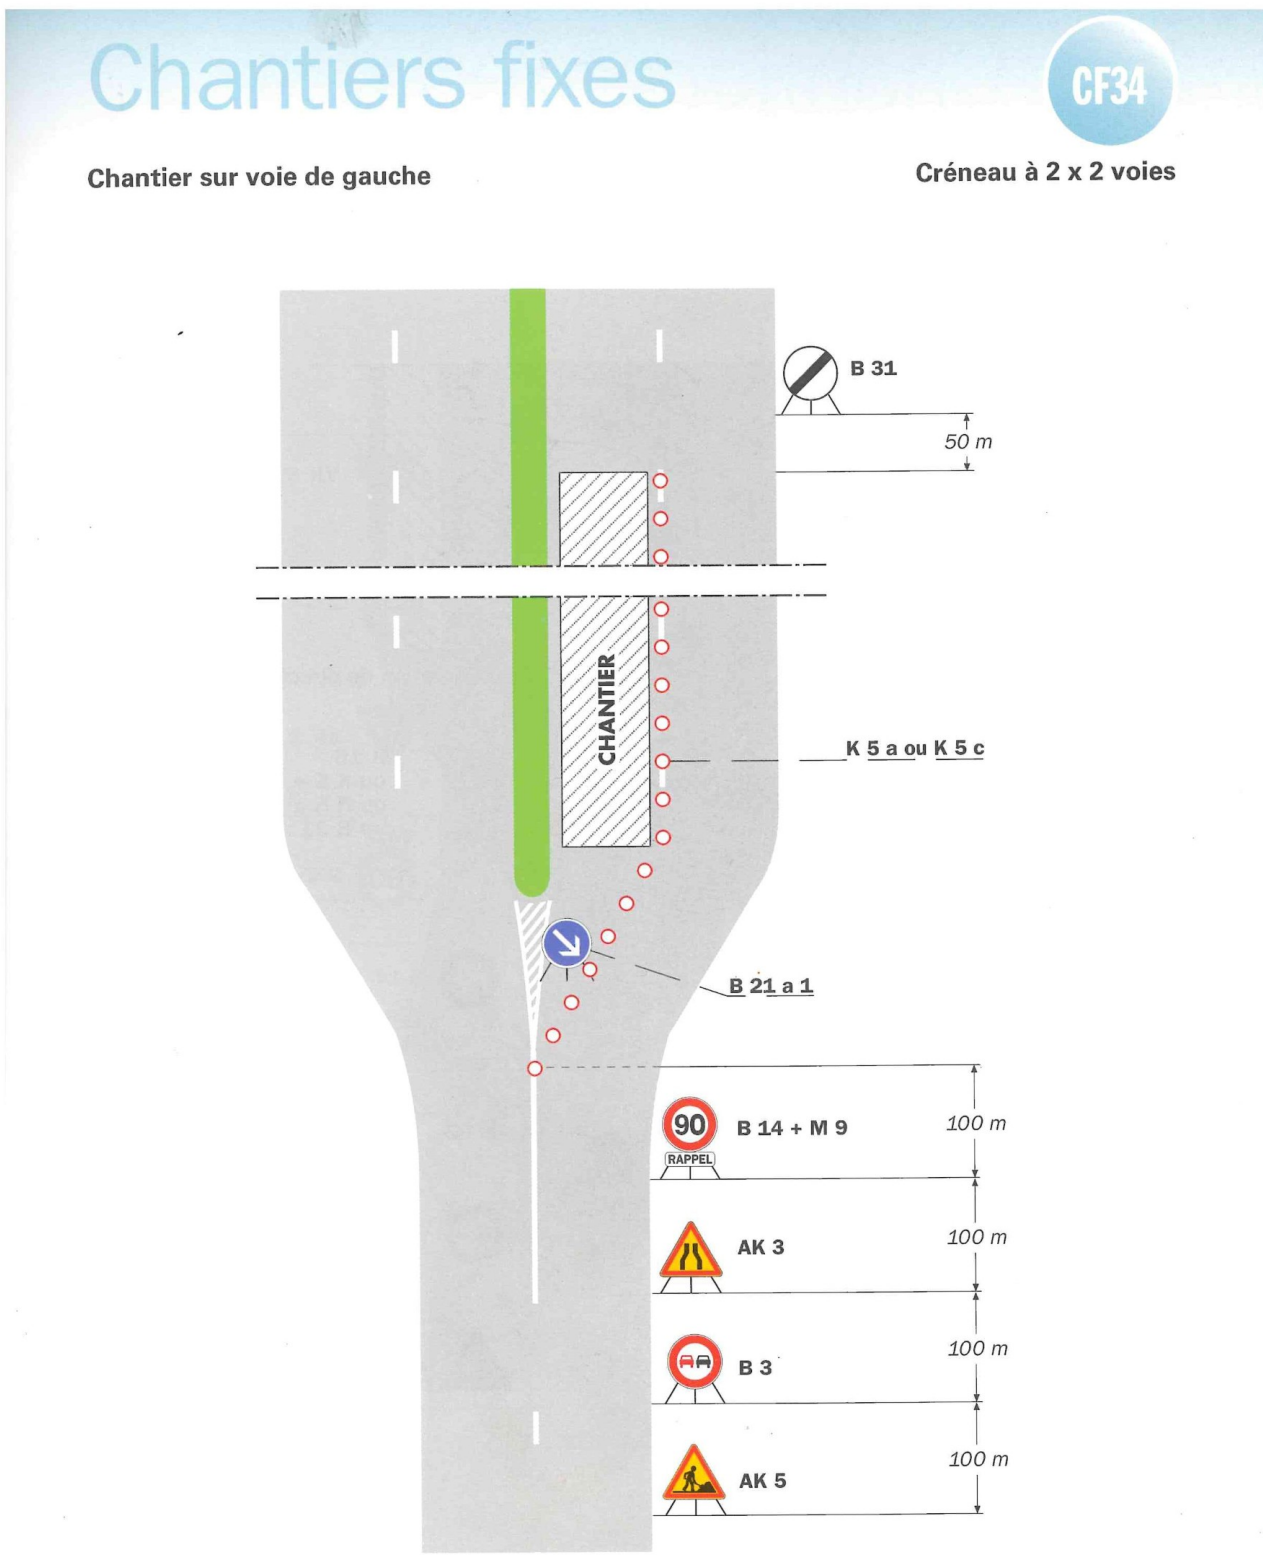 Chantiers fixes
CF34
Chantier sur voie de gauche
Créneau à 2 x 2 voies
B 31
50 m
CHANTIER
K 5 a ou K 5 c
B 21 a 1
90
RAPPEL
B 14 + M 9
100 m
AK 3
100 m
B 3
100 m
AK 5
100 m